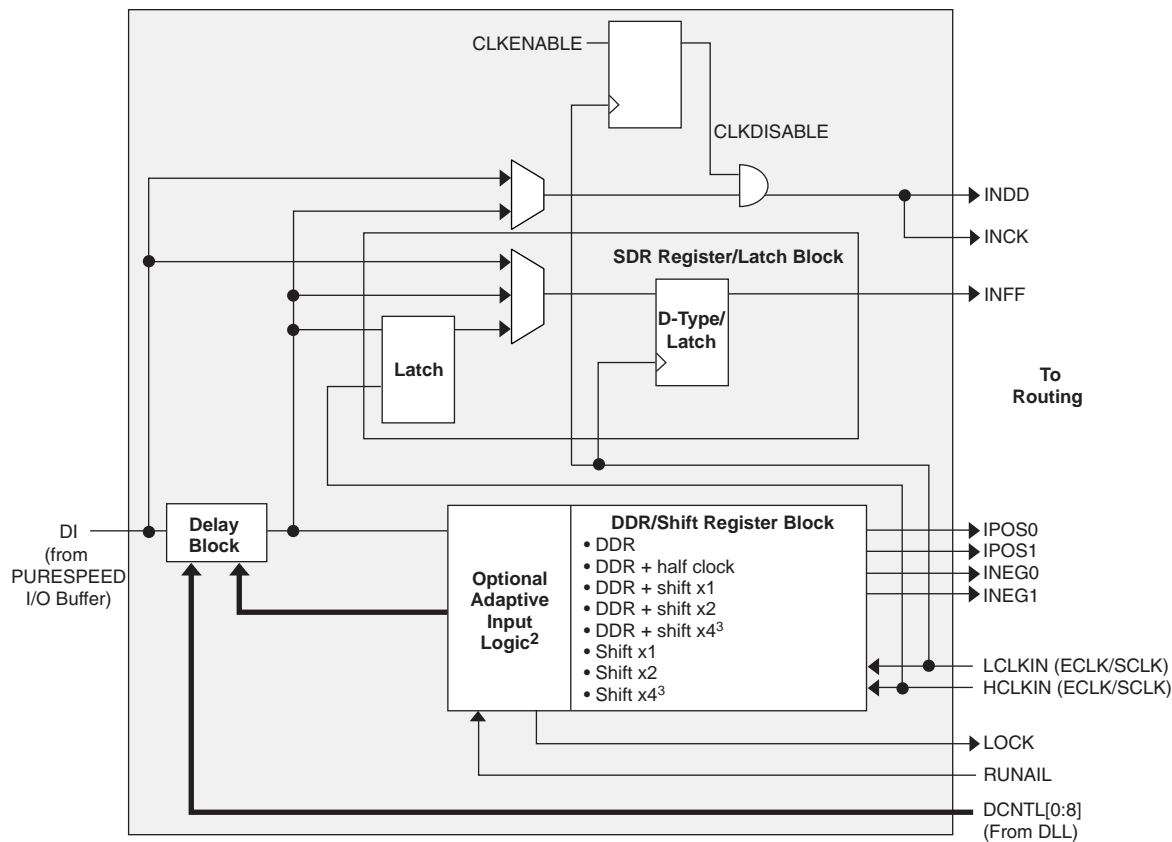 CLKENABLE
CLKDISABLE
INDD
INCK
SDR Register/Latch Block
INFF
D-Type/
Latch
Latch
To
Routing
DI
(from
PURESPEED
I/O Buffer)
Delay
Block
Optional
Adaptive
Input
Logic2
DDR/Shift Register Block
• DDR
• DDR + half clock
• DDR + shift x1
• DDR + shift x2
• DDR + shift x43
• Shift x1
• Shift x2
• Shift x43
IPOS0
IPOS1
INEG0
INEG1
LCLKIN (ECLK/SCLK)
HCLKIN (ECLK/SCLK)
LOCK
RUNAIL
DCNTL[0:8]
(From DLL)